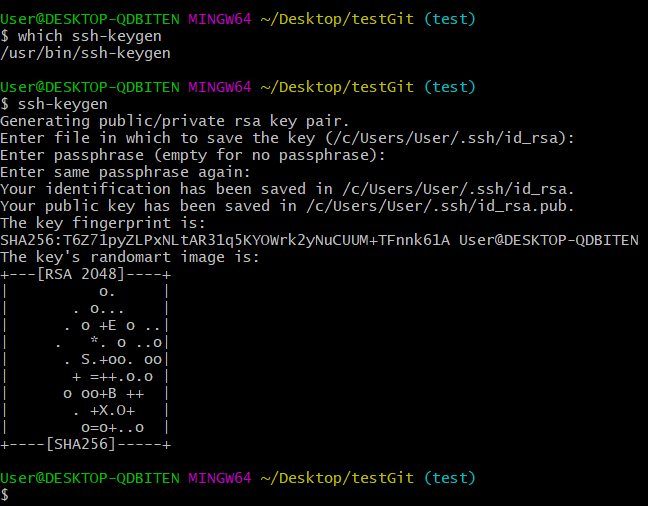 User@DESKTOP-QDBITEN MINGW64 ~/Desktop/testGit (test)
$ which ssh-keygen
/usr/bin/ssh-keygen

User@DESKTOP-QDBITEN MINGW64 ~/Desktop/testGit (test)
$ ssh-keygen
Generating public/private rsa key pair.
Enter file in which to save the key (/c/Users/User/.ssh/id_rsa):
Enter passphrase (empty for no passphrase):
Enter same passphrase again:
Your identification has been saved in /c/Users/User/.ssh/id_rsa.
Your public key has been saved in /c/Users/User/.ssh/id_rsa.pub.
The key fingerprint is:
SHA256:T6Z71pyZLPxNLtAR31q5KYOWrk2yNuCUUM+TFnnk61A User@DESKTOP-QDBITEN
The key's randomart image is:
+---[RSA 2048]----+
|          o.     |
|       . o...    |
|      . o +E o ..|
|     .   *. o ..o|
|      . S.+oo. oo|
|       + =++.o.o |
|      o oo+B ++  |
|       . +X.O+   |
|        o=o+..o  |
+----[SHA256]-----+

User@DESKTOP-QDBITEN MINGW64 ~/Desktop/testGit (test)
$